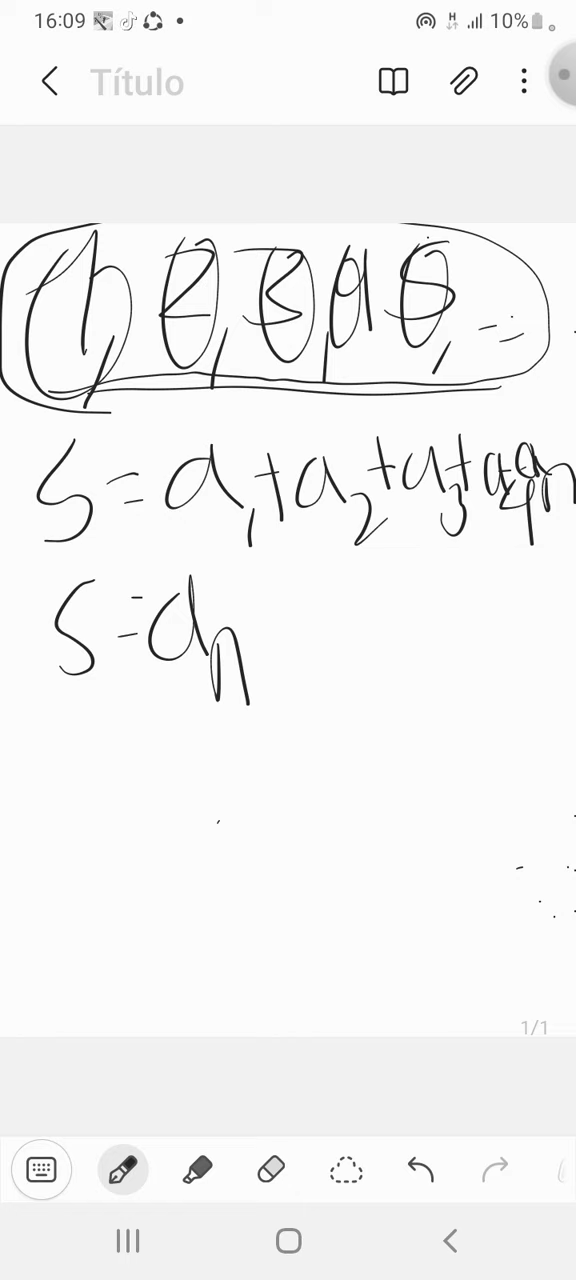 16:09 H 10%
Título
1, 2, 3, 4 5, =
S = a₁ + a₂ + a₃ + a₄ aₙ
S = aₙ
1/1